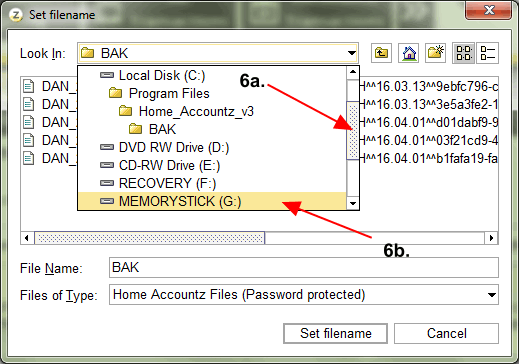 Set filename
Look In: BAK
Local Disk (C:)
Program Files
Home_Accountz_v3
BAK
DVD RW Drive (D:)
CD-RW Drive (E:)
RECOVERY (F:)
MEMORYSTICK (G:)
6a.
6b.
DAN_ ^^16.03.13^^9ebfc796-c
DAN_ ^^16.03.13^^3e5a3fe2-1
DAN_ ^^16.04.01^^d01dabf9-9
DAN_ ^^16.04.01^^03f21cd9-4
DAN_ ^^16.04.01^^b1fafa19-fa
File Name: BAK
Files of Type: Home Accountz Files (Password protected)
Set filename Cancel